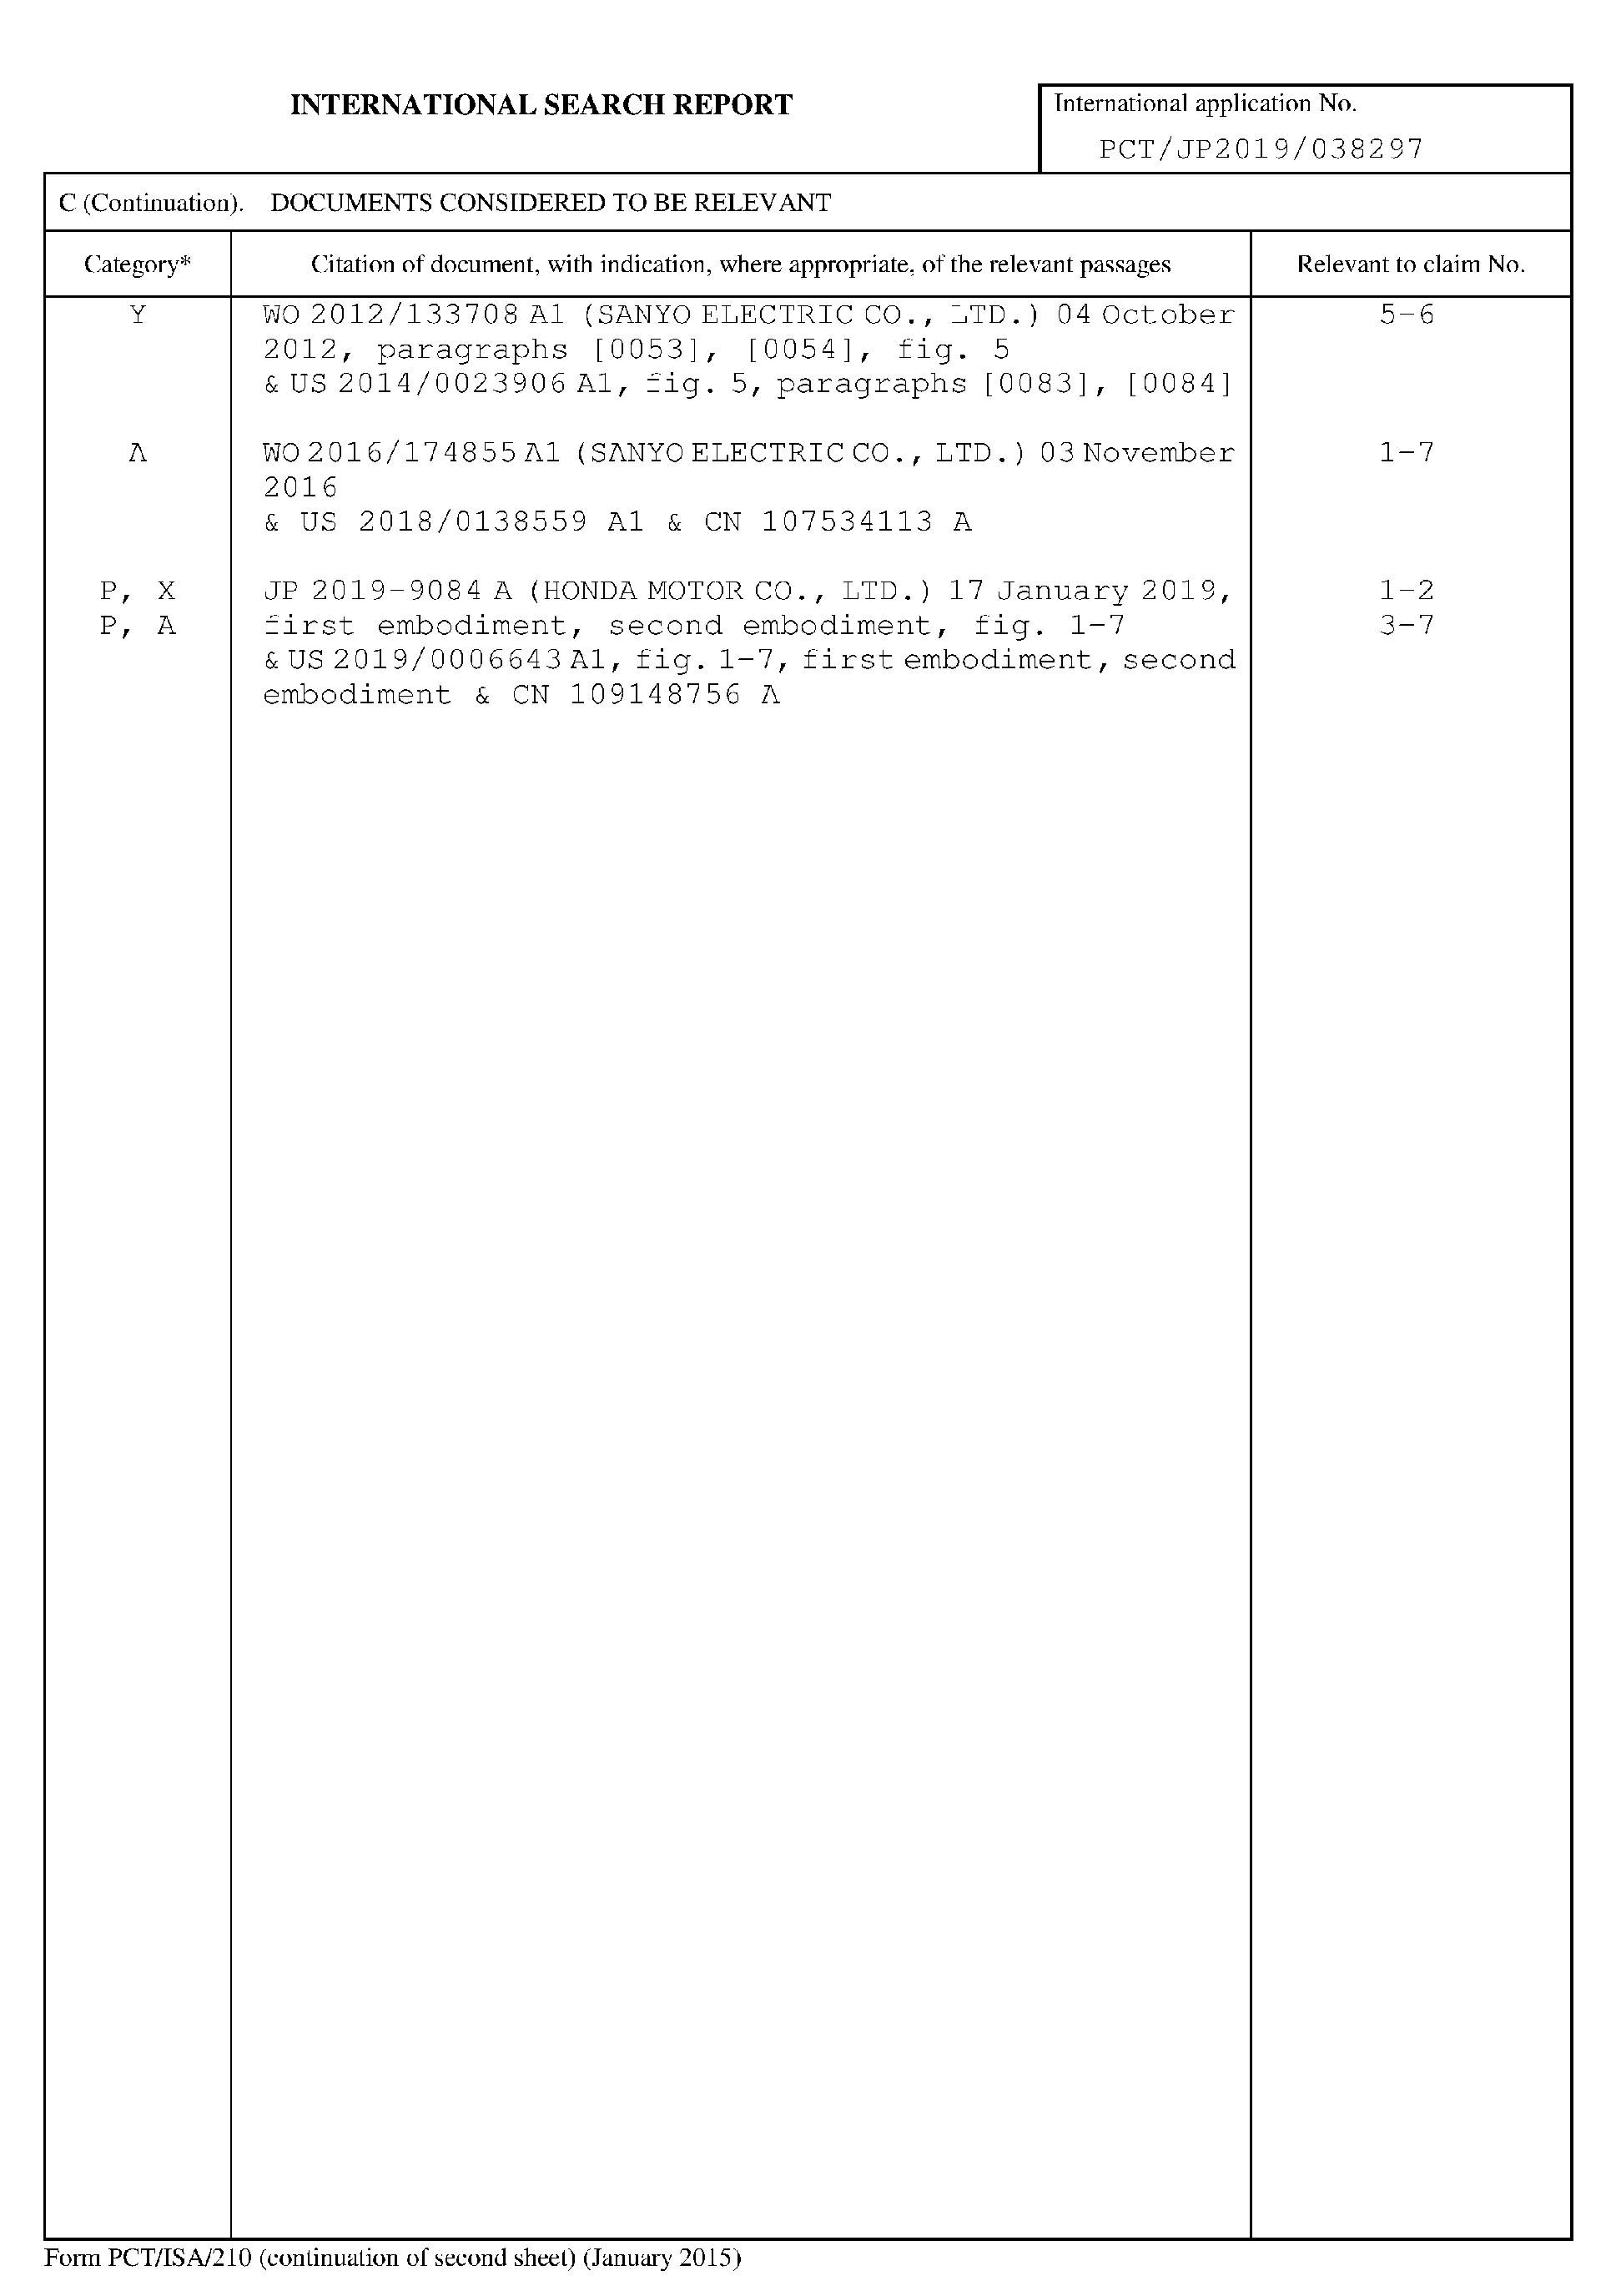 INTERNATIONAL SEARCH REPORT
International application No.
PCT/JP2019/038297
C (Continuation). DOCUMENTS CONSIDERED TO BE RELEVANT
Category* Citation of document, with indication, where appropriate, of the relevant passages Relevant to claim No.
Y WO 2012/133708 A1 (SANYO ELECTRIC CO., LTD.) 04 October 5-6
2012, paragraphs [0053], [0054], fig. 5
& US 2014/0023906 A1, fig. 5, paragraphs [0083], [0084]
A WO 2016/174855 A1 (SANYO ELECTRIC CO., LTD.) 03 November 1-7
2016
& US 2018/0138559 A1 & CN 107534113 A
P, X JP 2019-9084 A (HONDA MOTOR CO., LTD.) 17 January 2019, 1-2
P, A first embodiment, second embodiment, fig. 1-7 3-7
& US 2019/0006643 A1, fig. 1-7, first embodiment, second
embodiment & CN 109148756 A
Form PCT/ISA/210 (continuation of second sheet) (January 2015)